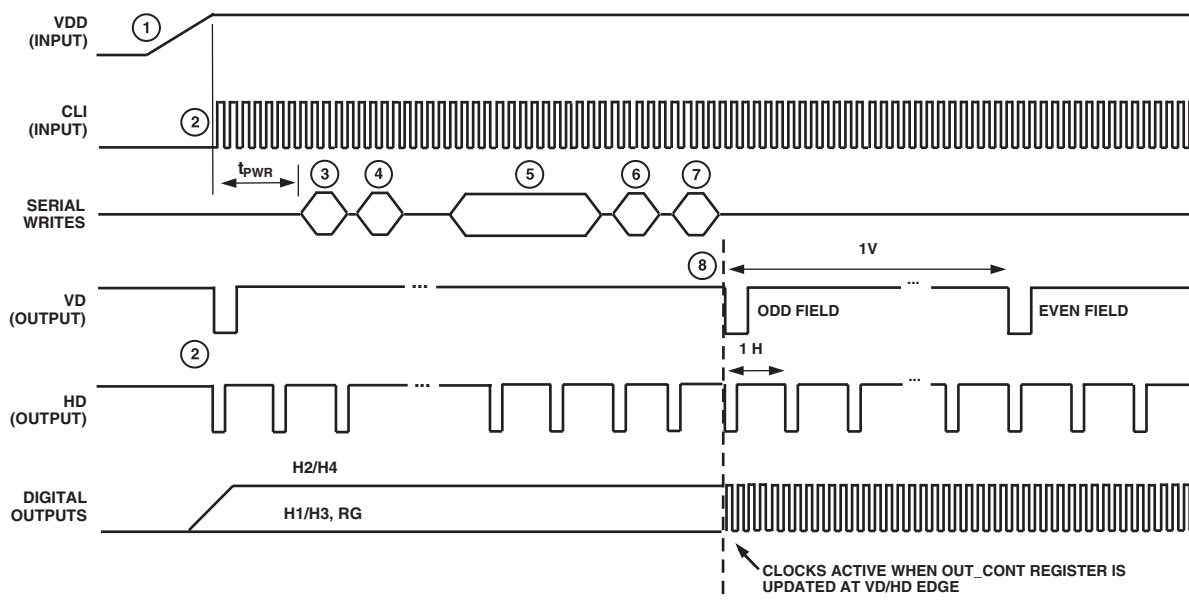 VDD
(INPUT)
1
CLI
(INPUT)
2
tPWR
3
4
5
6
7
SERIAL
WRITES
8
1V
VD
(OUTPUT)
...
...
ODD FIELD
EVEN FIELD
2
1 H
HD
(OUTPUT)
...
...
H2/H4
DIGITAL
OUTPUTS
H1/H3, RG
CLOCKS ACTIVE WHEN OUT_CONT REGISTER IS
UPDATED AT VD/HD EDGE